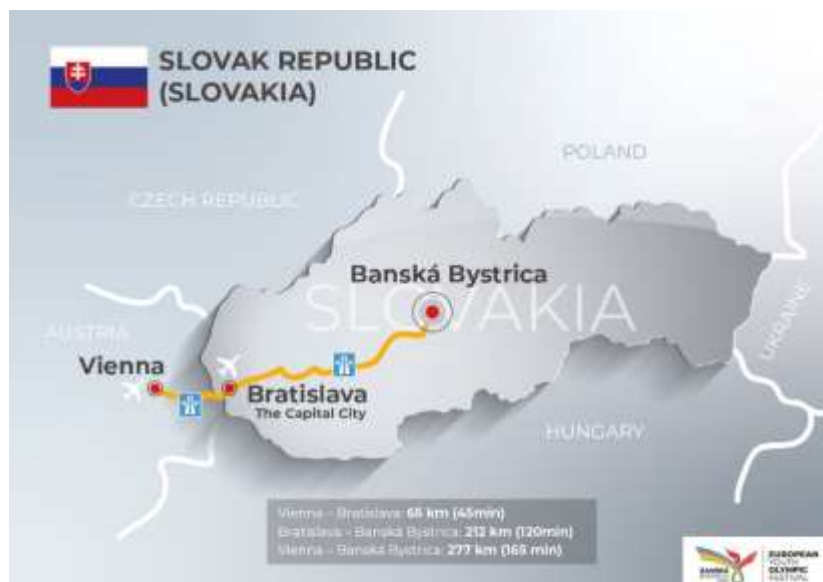 SLOVAK REPUBLIC
(SLOVAKIA)
POLAND
CZECH REPUBLIC
Banská Bystrica
SLOVAKIA
UKRAINE
AUSTRIA
Vienna
Bratislava
The Capital City
HUNGARY
Vienna – Bratislava: 65 km (45min)
Bratislava – Banská Bystrica: 212 km (120min)
Vienna – Banská Bystrica: 277 km (165 min)
BANSKÁ
EUROPEAN
YOUTH
OLYMPIC
FESTIVAL